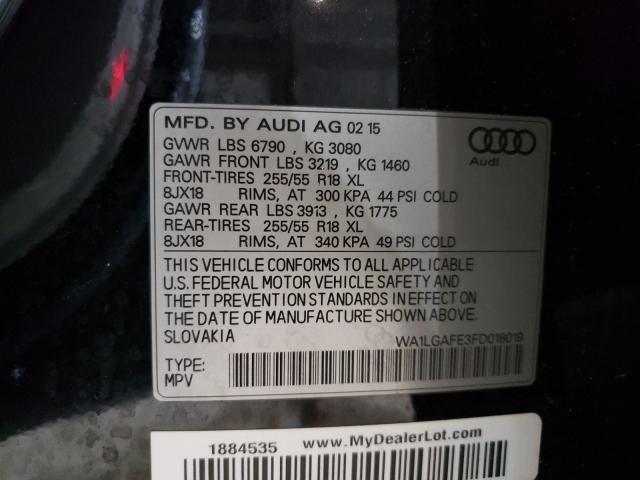 MFD. BY AUDI AG 02 15
GVWR LBS 6790 , KG 3080
GAWR FRONT LBS 3219 , KG 1460
FRONT-TIRES 255/55 R18 XL
8JX18 RIMS, AT 300 KPA 44 PSI COLD
GAWR REAR LBS 3913 , KG 1775
REAR-TIRES 255/55 R18 XL
8JX18 RIMS, AT 340 KPA 49 PSI COLD
Audi
THIS VEHICLE CONFORMS TO ALL APPLICABLE
U.S. FEDERAL MOTOR VEHICLE SAFETY AND
THEFT PREVENTION STANDARDS IN EFFECT ON
THE DATE OF MANUFACTURE SHOWN ABOVE.
SLOVAKIA WA1LGAFE3FD018019
TYPE:
MPV
1884535 www.MyDealerLot.com